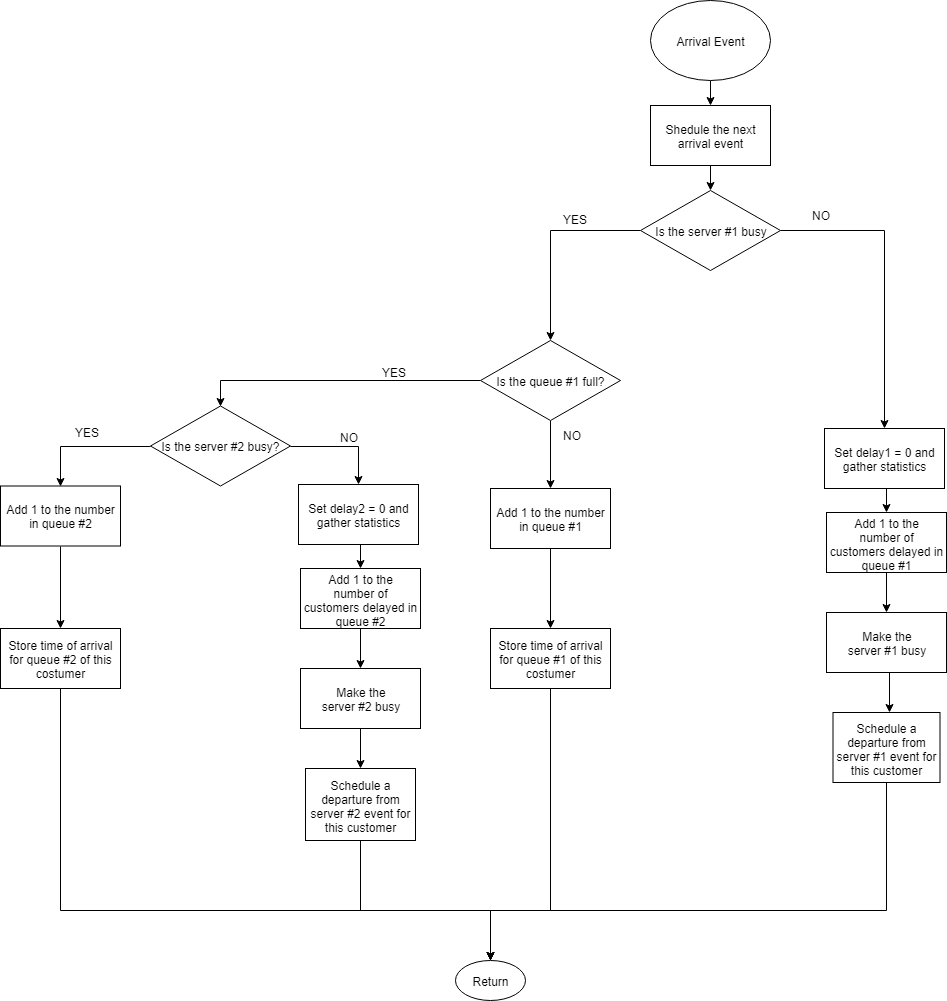 Arrival Event
Shedule the next
arrival event
YES
NO
Is the server #1 busy
YES
Is the queue #1 full?
NO
YES
NO
Is the server #2 busy?
Add 1 to the number
in queue #2
Set delay2 = 0 and
gather statistics
Add 1 to the number
in queue #1
Set delay1 = 0 and
gather statistics
Add 1 to the
number of
customers delayed in
queue #2
Add 1 to the
number of
customers delayed in
queue #1
Store time of arrival
for queue #2 of this
costumer
Make the
server #2 busy
Store time of arrival
for queue #1 of this
costumer
Make the
server #1 busy
Schedule a
departure from
server #2 event for
this customer
Schedule a
departure from
server #1 event for
this customer
Return